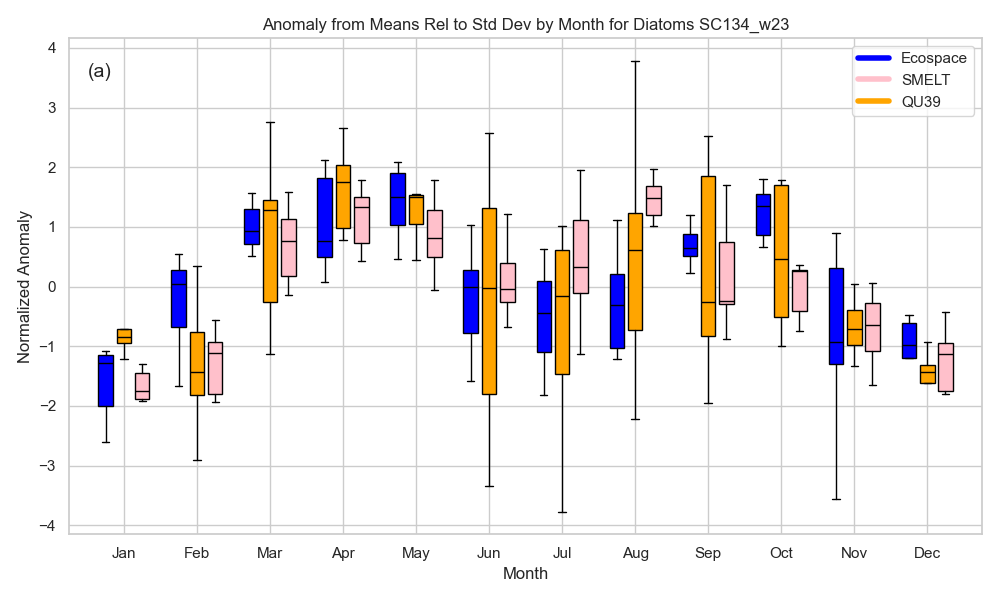 Anomaly from Means Rel to Std Dev by Month for Diatoms SC134_w23
(a)
Ecospace
SMELT
QU39
Normalized Anomaly
4
3
2
1
0
−1
−2
−3
−4
Jan Feb Mar Apr May Jun Jul Aug Sep Oct Nov Dec
Month